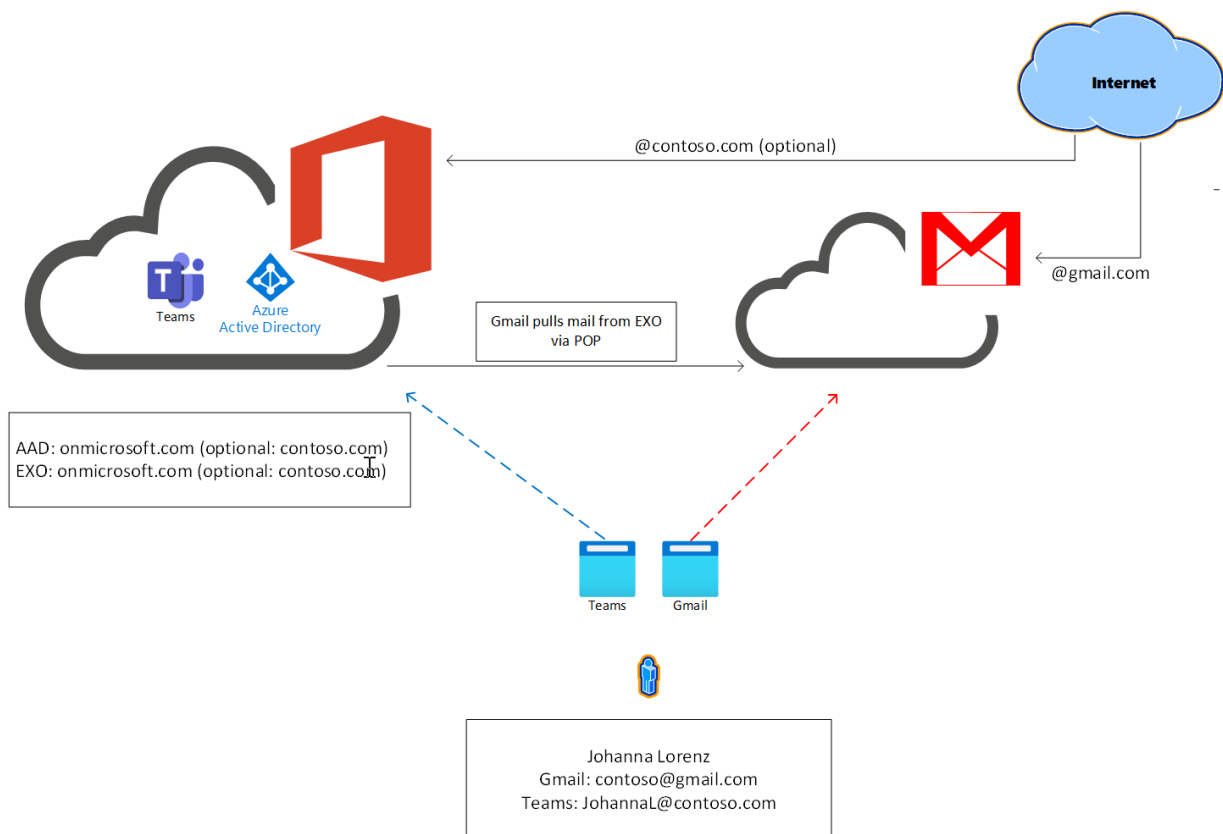 Internet
@contoso.com (optional)
@gmail.com
Teams
Azure
Active Directory
Gmail pulls mail from EXO
via POP
AAD: onmicrosoft.com (optional: contoso.com)
EXO: onmicrosoft.com (optional: contoso.com)
Teams
Gmail
Johanna Lorenz
Gmail: contoso@gmail.com
Teams: JohannaL@contoso.com